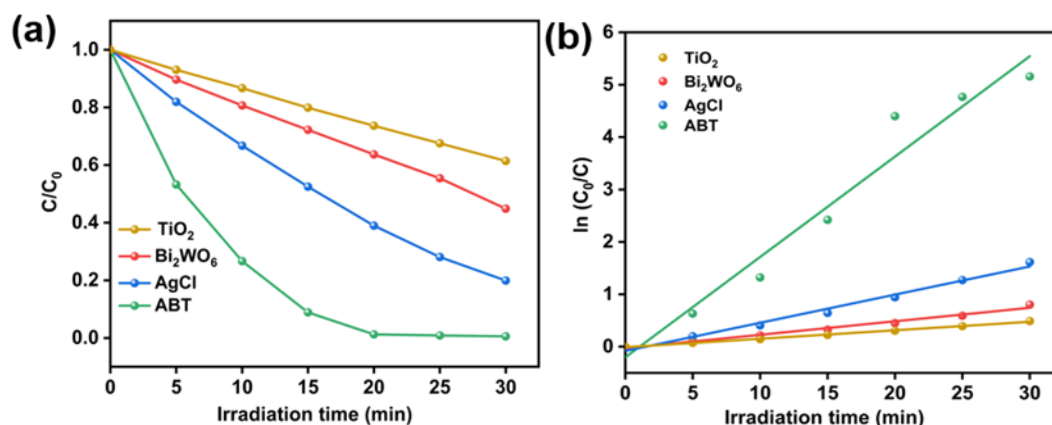 (a)
C/C₀
1.0
0.8
0.6
0.4
0.2
0.0
TiO₂
Bi₂WO₆
AgCl
ABT
0 5 10 15 20 25 30
Irradiation time (min)
(b)
ln (C₀/C)
6
5
4
3
2
1
0
TiO₂
Bi₂WO₆
AgCl
ABT
0 5 10 15 20 25 30
Irradiation time (min)